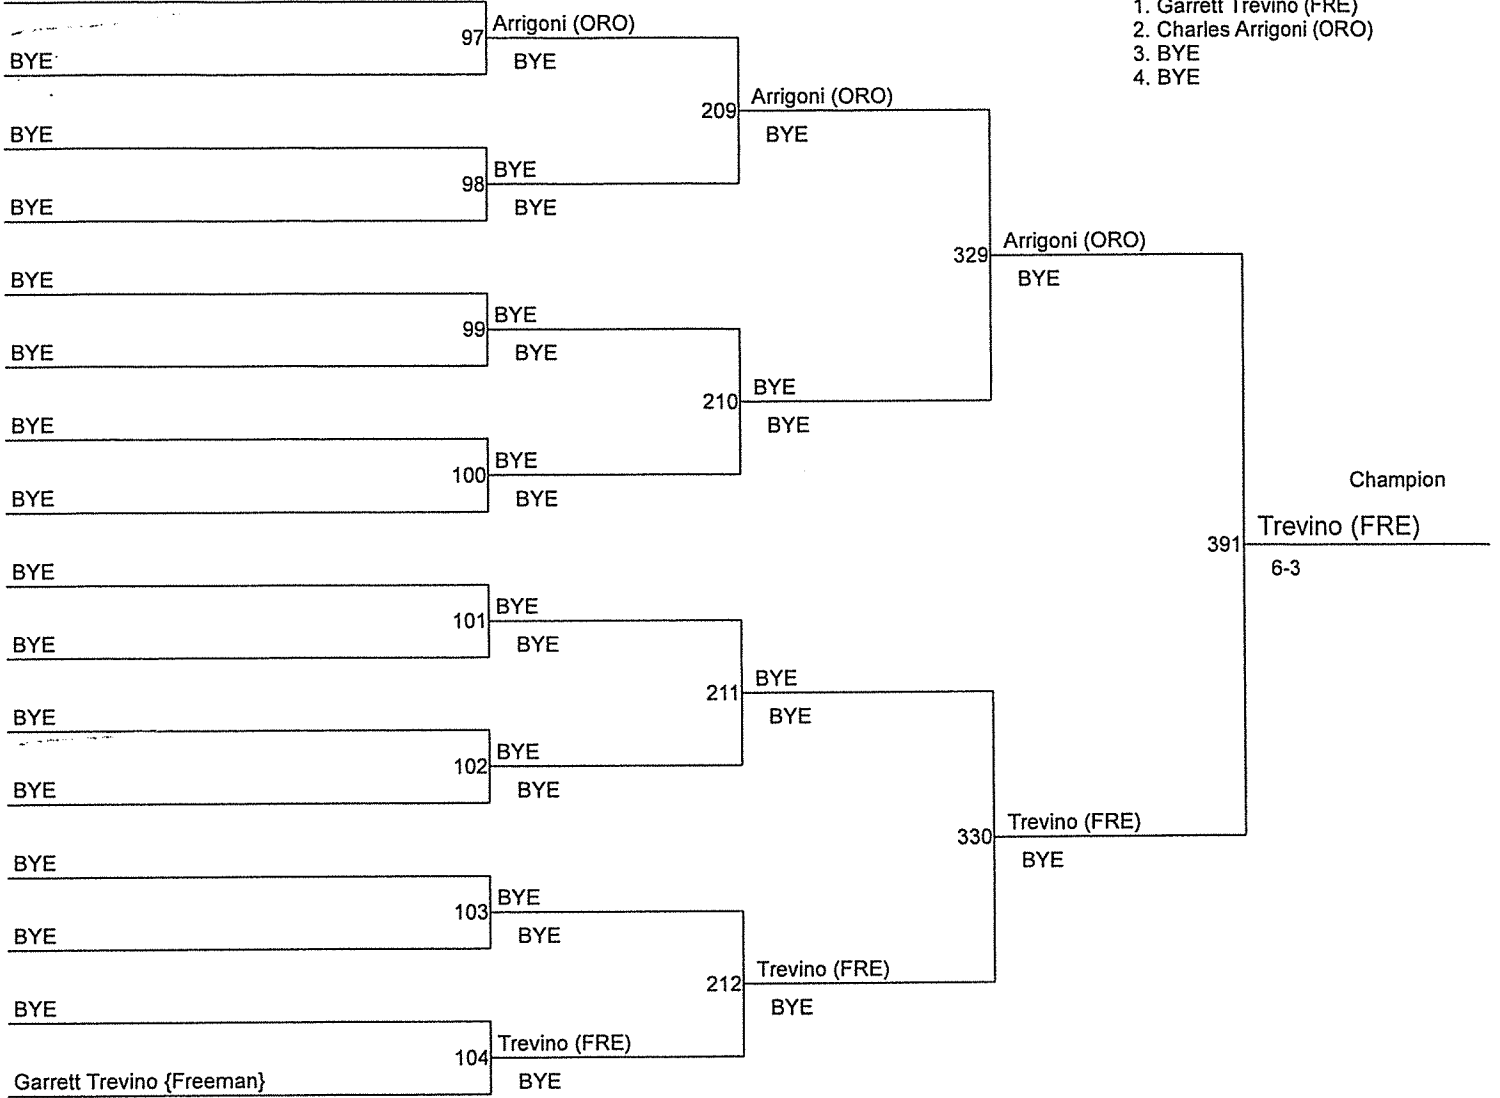 1. Garrett Trevino (FRE)
2. Charles Arrigoni (ORO)
3. BYE
4. BYE
97
Arrigoni (ORO)
BYE
BYE
209
Arrigoni (ORO)
BYE
BYE
98
BYE
BYE
BYE
329
Arrigoni (ORO)
BYE
BYE
99
BYE
BYE
BYE
210
BYE
BYE
BYE
100
BYE
BYE
BYE
Champion
391
Trevino (FRE)
6-3
BYE
101
BYE
BYE
BYE
211
BYE
BYE
BYE
102
BYE
BYE
BYE
330
Trevino (FRE)
BYE
BYE
103
BYE
BYE
BYE
212
Trevino (FRE)
BYE
BYE
104
Trevino (FRE)
BYE
Garrett Trevino {Freeman}